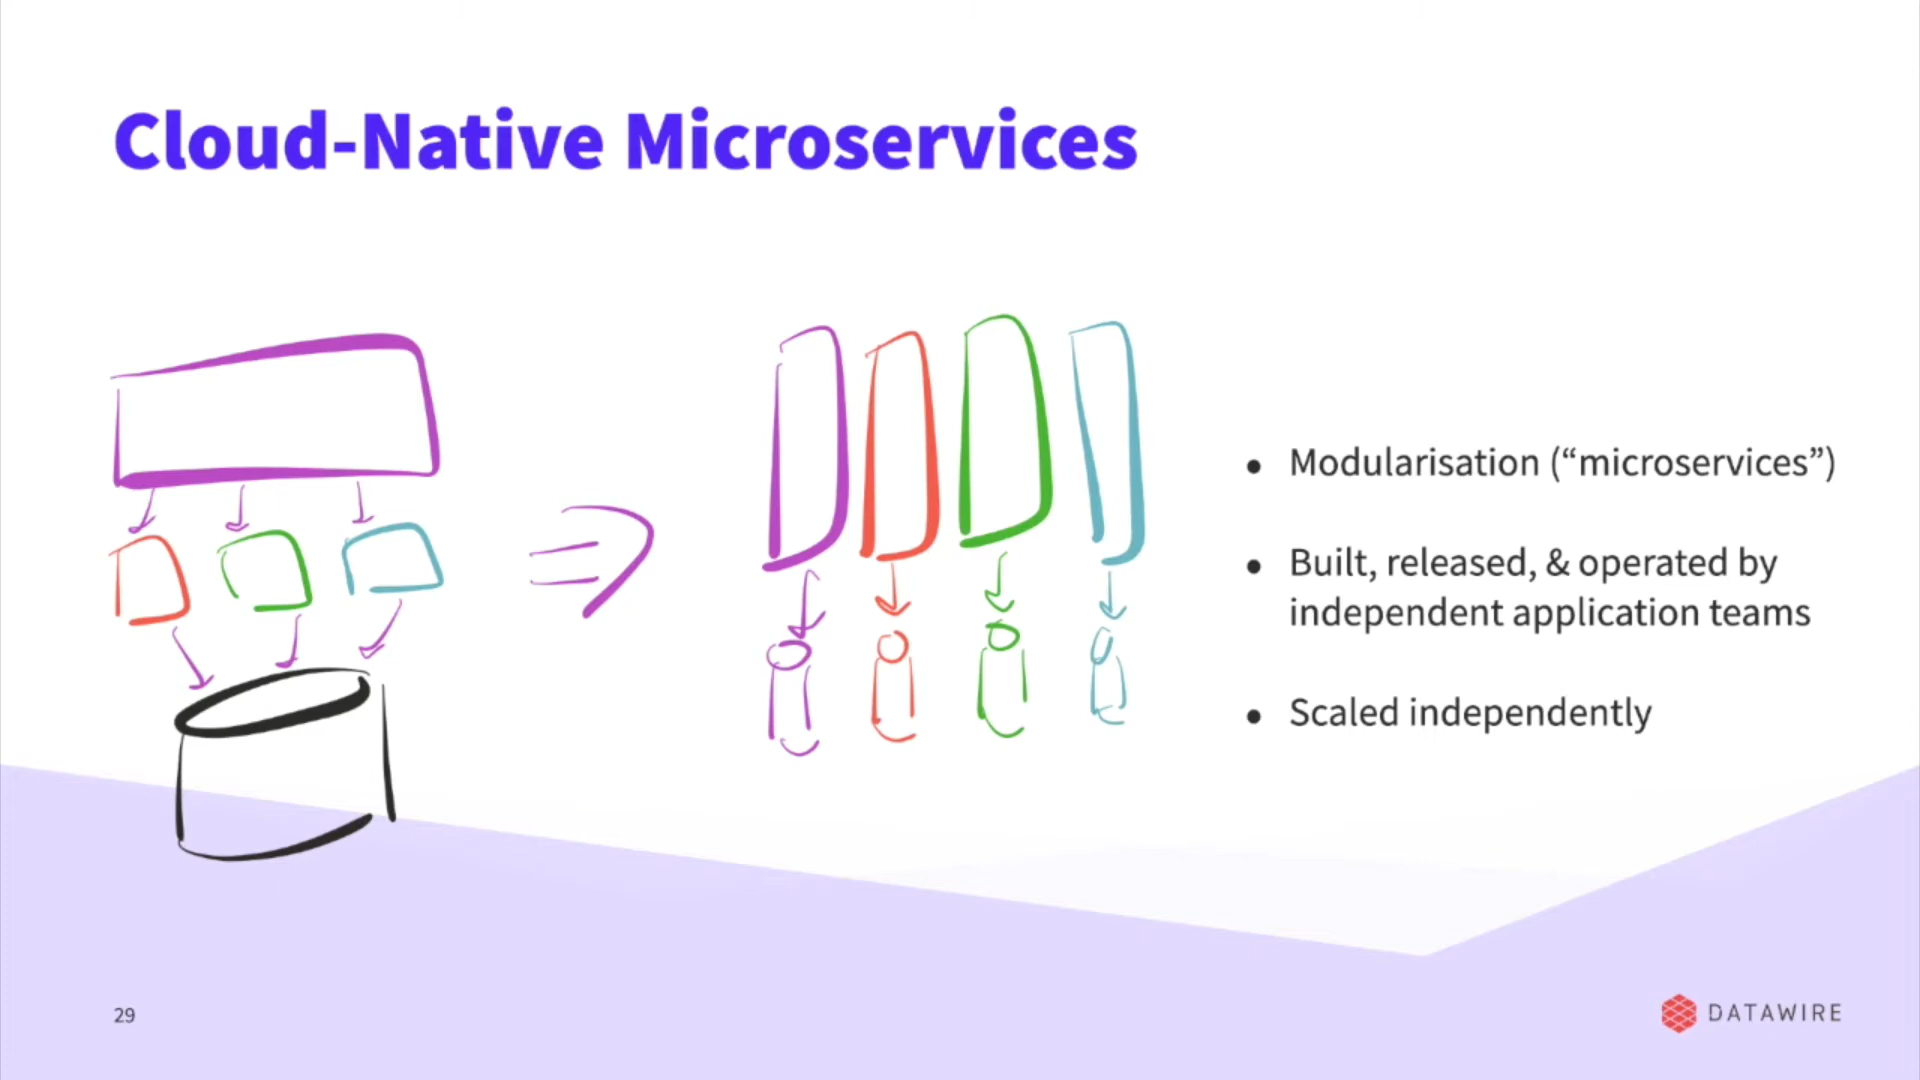 Cloud-Native Microservices
● Modularisation (“microservices”)
● Built, released, & operated by
independent application teams
● Scaled independently
29
DATAWIRE